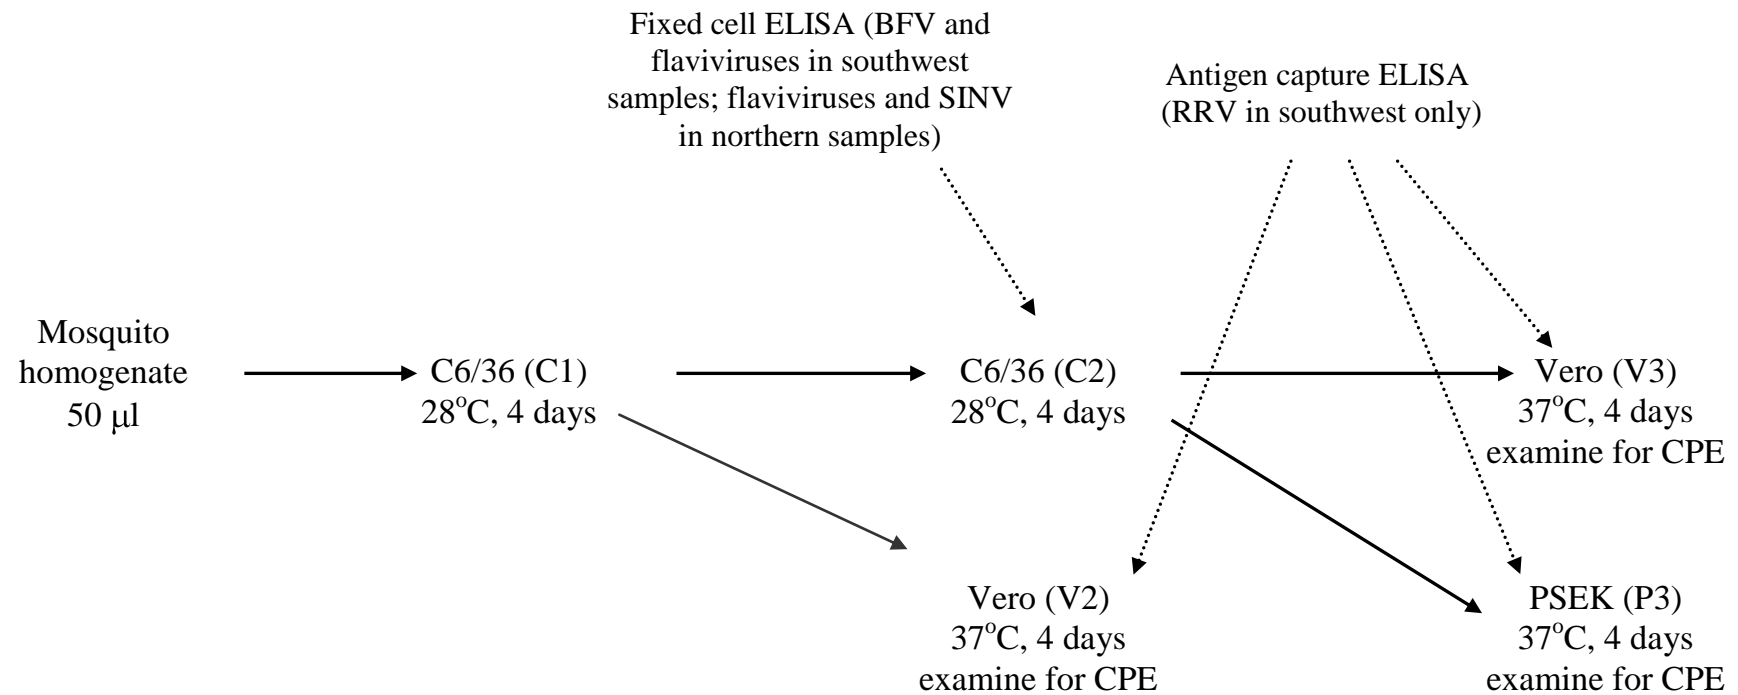 Fixed cell ELISA (BFV and
flaviviruses in southwest
samples; flaviviruses and SINV
in northern samples)
Antigen capture ELISA
(RRV in southwest only)
Mosquito
homogenate
50 μl
C6/36 (C1)
28°C, 4 days
C6/36 (C2)
28°C, 4 days
Vero (V3)
37°C, 4 days
examine for CPE
Vero (V2)
37°C, 4 days
examine for CPE
PSEK (P3)
37°C, 4 days
examine for CPE